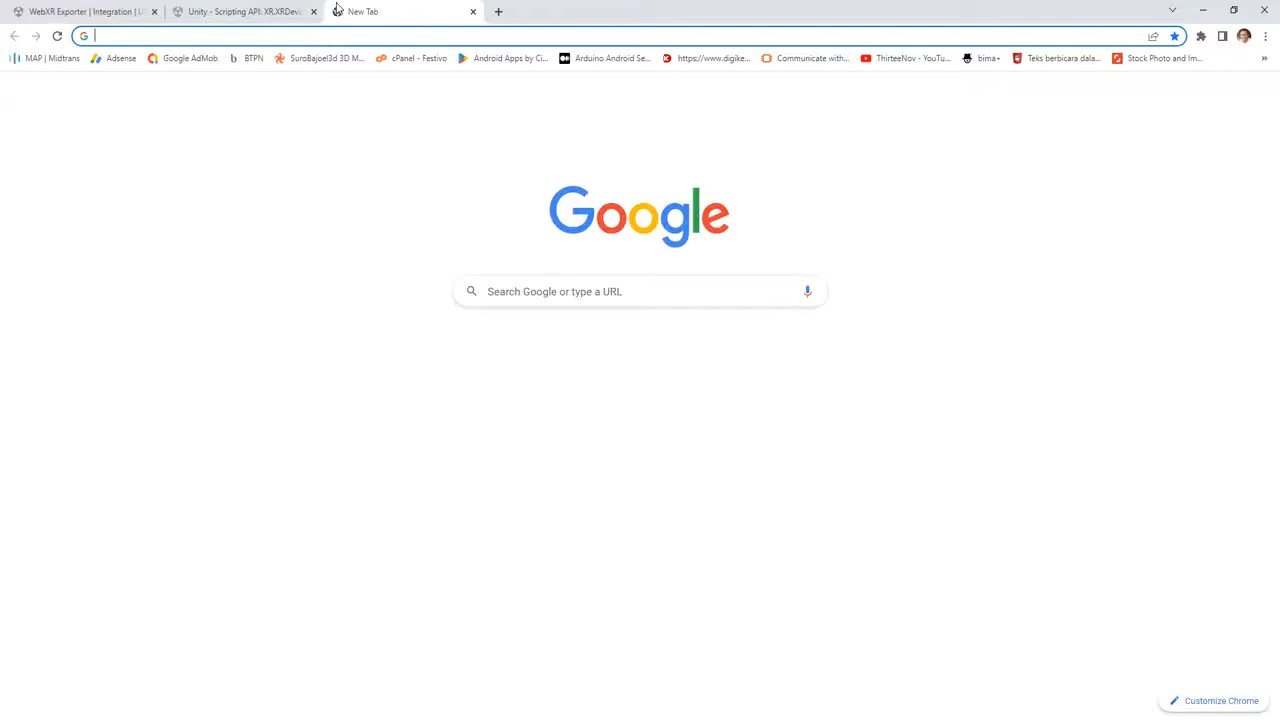 WebXR Exporter | Integration | U
Unity - Scripting API: XR.XRDevi
New Tab
MAP | Midtrans
Adsense
Google AdMob
BTPN
SuroBajoel3d 3D M...
cPanel - Festivo
Android Apps by Ci...
Arduino Android Se...
https://www.digike...
Communicate with...
ThirteeNov - YouTu...
bima+
Teks berbicara dala...
Stock Photo and Im...
Google
Search Google or type a URL
Customize Chrome